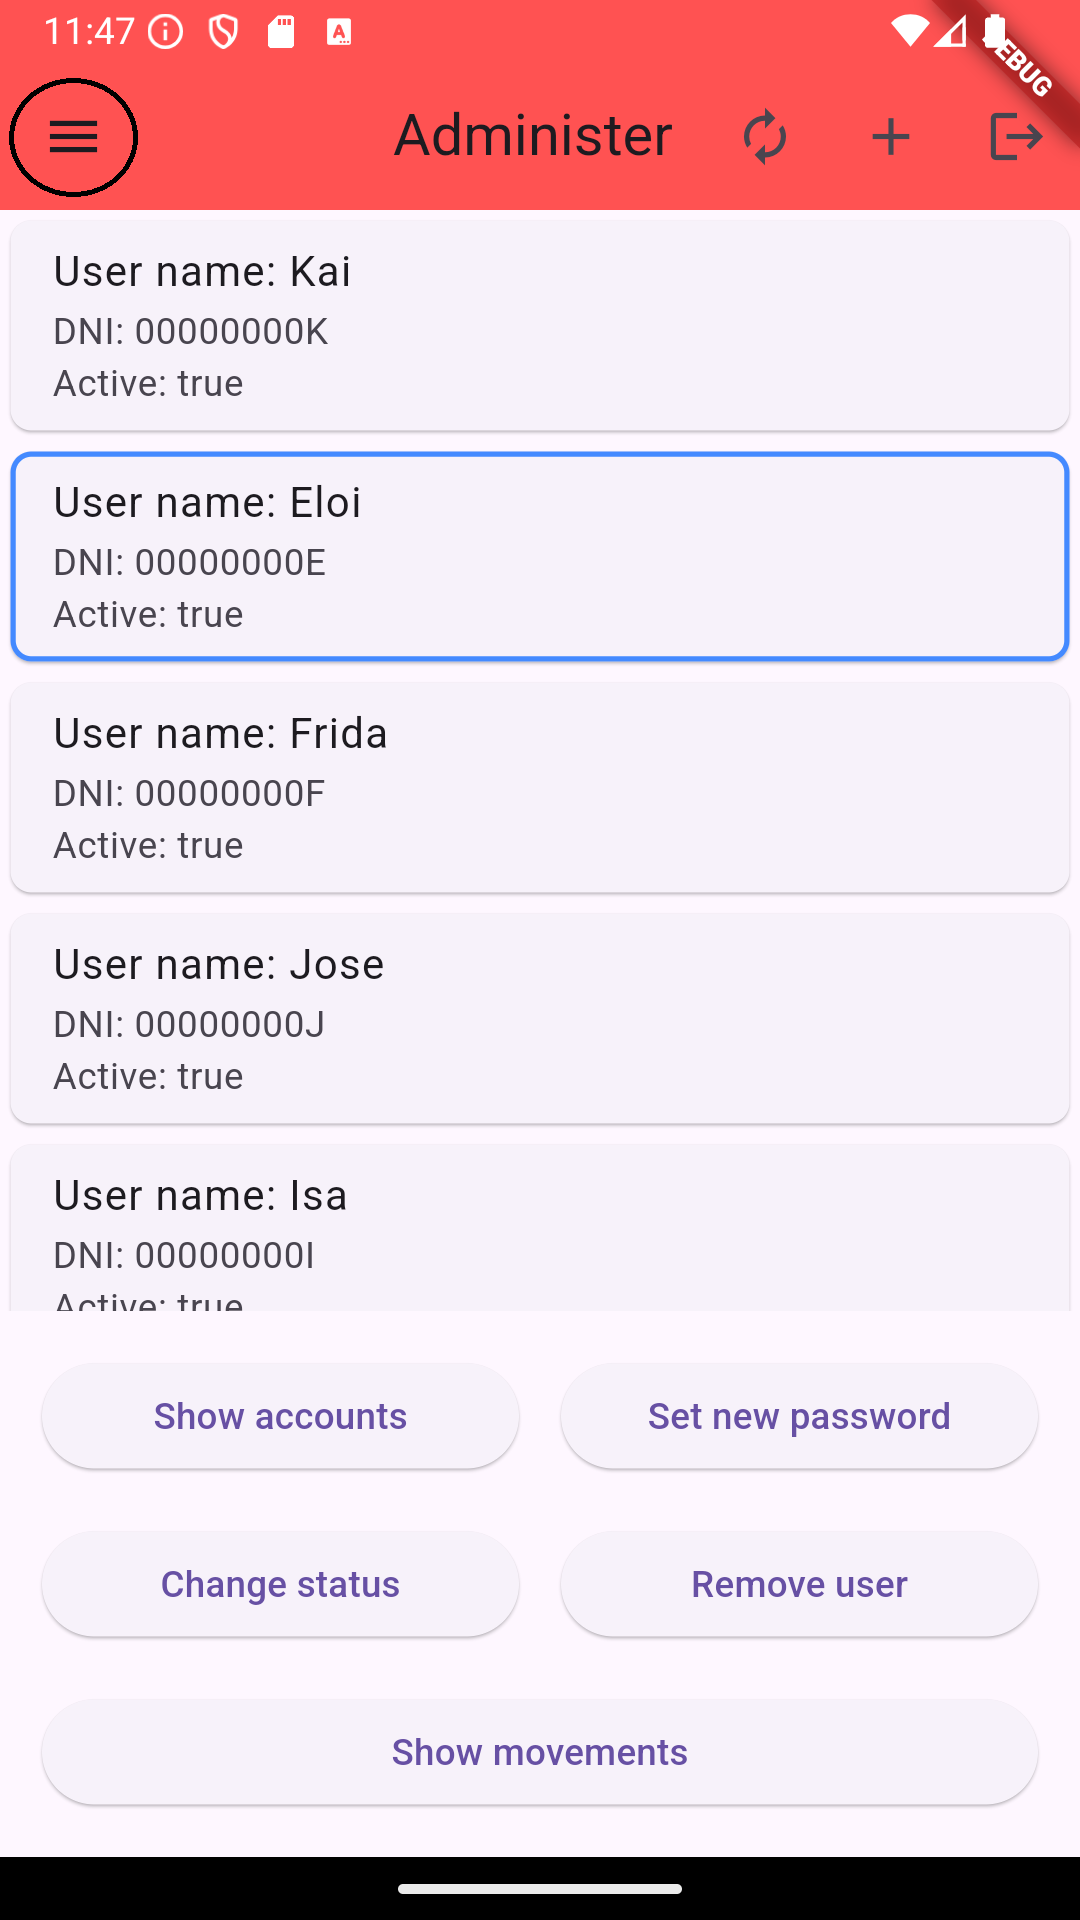 11:47
EBUG
Administer
User name: Kai
DNI: 00000000K
Active: true
User name: Eloi
DNI: 00000000E
Active: true
User name: Frida
DNI: 00000000F
Active: true
User name: Jose
DNI: 00000000J
Active: true
User name: Isa
DNI: 00000000I
Active: true
Show accounts
Set new password
Change status
Remove user
Show movements